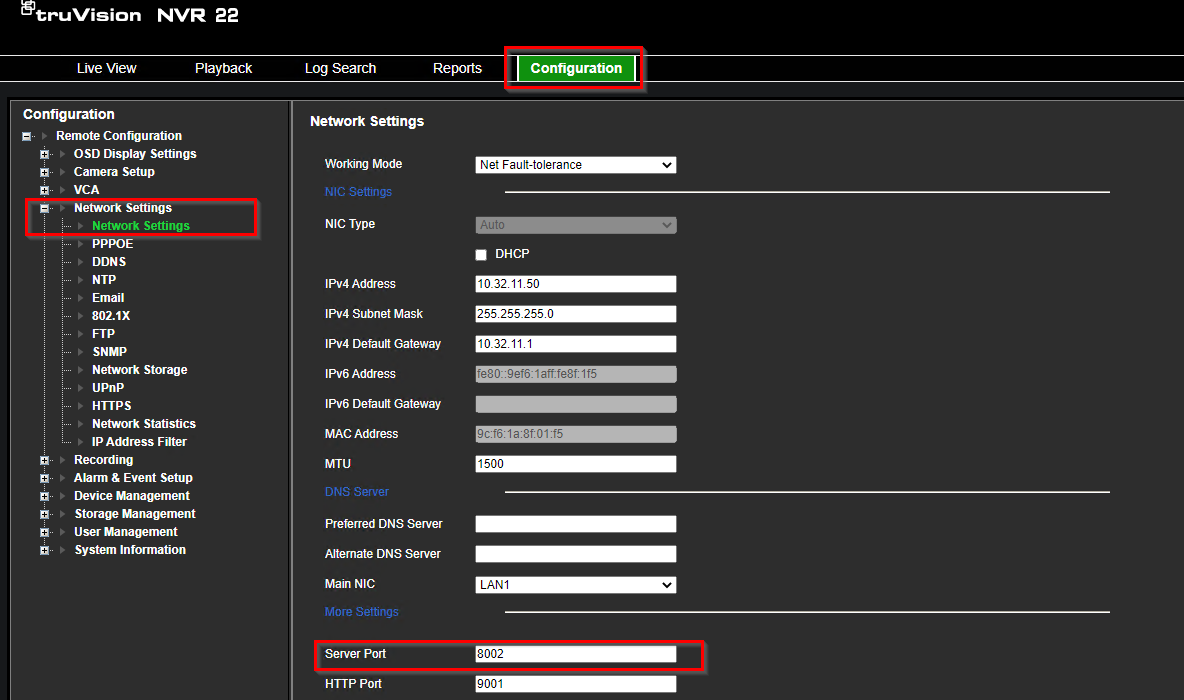 truVision NVR 22
Live View Playback Log Search Reports Configuration
Configuration
Remote Configuration
OSD Display Settings
Camera Setup
VCA
Network Settings
Network Settings
PPPOE
DDNS
NTP
Email
802.1X
FTP
SNMP
Network Storage
UPnP
HTTPS
Network Statistics
IP Address Filter
Recording
Alarm & Event Setup
Device Management
Storage Management
User Management
System Information
Network Settings
Working Mode Net Fault-tolerance
NIC Settings
NIC Type Auto
DHCP
IPv4 Address 10.32.11.50
IPv4 Subnet Mask 255.255.255.0
IPv4 Default Gateway 10.32.11.1
IPv6 Address fe80::9ef6:1aff:fe8f:1f5
IPv6 Default Gateway
MAC Address 9c:f6:1a:8f:01:f5
MTU 1500
DNS Server
Preferred DNS Server
Alternate DNS Server
Main NIC LAN1
More Settings
Server Port 8002
HTTP Port 9001